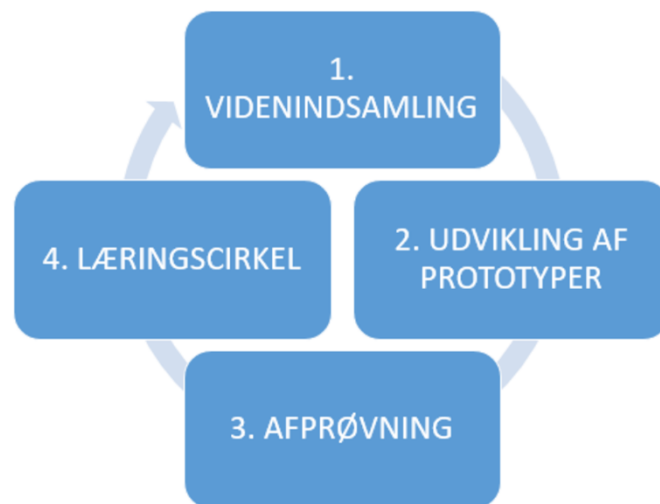 1.
VIDENINDSAMLING
2. UDVIKLING AF
PROTOTYPER
3. AFPRØVNING
4. LÆRINGSCIRKEL